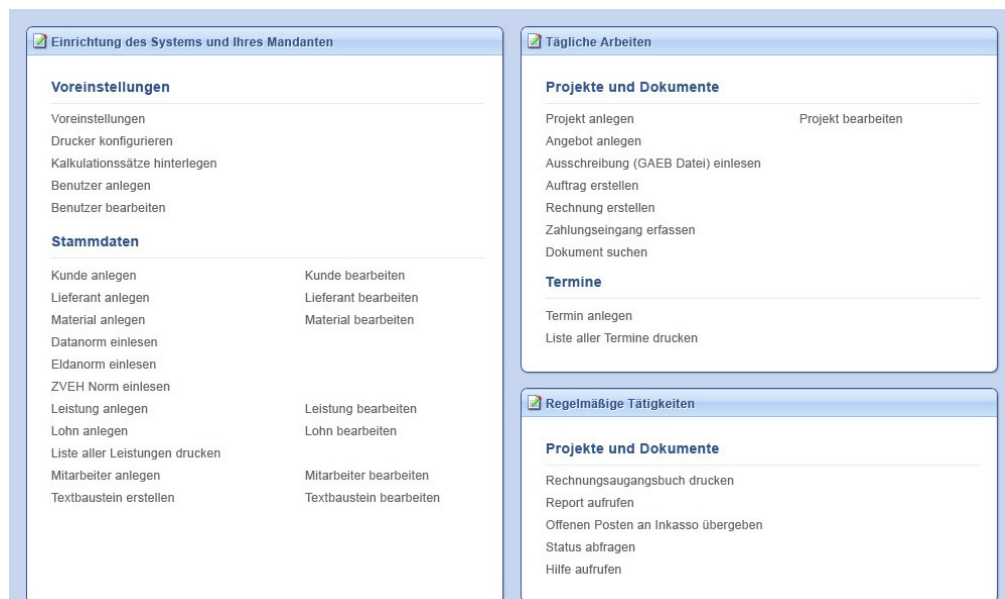 Einrichtung des Systems und Ihres Mandanten
Voreinstellungen
Voreinstellungen
Drucker konfigurieren
Kalkulationssätze hinterlegen
Benutzer anlegen
Benutzer bearbeiten
Stammdaten
Kunde anlegen Kunde bearbeiten
Lieferant anlegen Lieferant bearbeiten
Material anlegen Material bearbeiten
Datanorm einlesen
Eldanorm einlesen
ZVEH Norm einlesen
Leistung anlegen Leistung bearbeiten
Lohn anlegen Lohn bearbeiten
Liste aller Leistungen drucken
Mitarbeiter anlegen Mitarbeiter bearbeiten
Textbaustein erstellen Textbaustein bearbeiten
Tägliche Arbeiten
Projekte und Dokumente
Projekt anlegen Projekt bearbeiten
Angebot anlegen
Ausschreibung (GAEB Datei) einlesen
Auftrag erstellen
Rechnung erstellen
Zahlungseingang erfassen
Dokument suchen
Termine
Termin anlegen
Liste aller Termine drucken
Regelmäßige Tätigkeiten
Projekte und Dokumente
Rechnungsaugangsbuch drucken
Report aufrufen
Offenen Posten an Inkasso übergeben
Status abfragen
Hilfe aufrufen